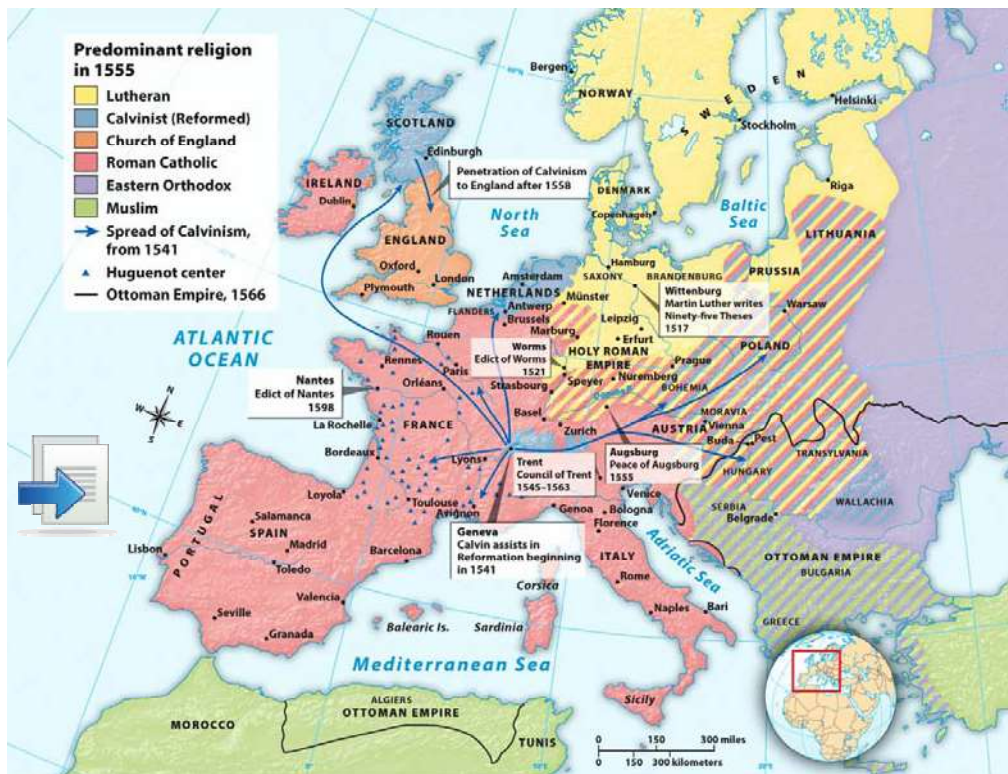 Predominant religion
in 1555
Lutheran
Calvinist (Reformed)
Church of England
Roman Catholic
Eastern Orthodox
Muslim
Spread of Calvinism,
from 1541
Huguenot center
Ottoman Empire, 1566
Bergen
NORWAY
SWEDEN
Helsinki
Stockholm
SCOTLAND
Edinburgh
Penetration of Calvinism
to England after 1558
IRELAND
Dublin
North
Sea
DENMARK
Copenhagen
Baltic
Sea
Riga
LITHUANIA
ENGLAND
Oxford
London
Plymouth
Amsterdam
NETHERLANDS
Hamburg
SAXONY
BRANDENBURG
PRUSSIA
Wittenburg
Martin Luther writes
Ninety-five Theses
1517
Warsaw
POLAND
FLANDERS
Antwerp
Brussels
Münster
Marburg
Leipzig
Erfurt
ATLANTIC
OCEAN
Rouen
Rennes
Paris
Orléans
Worms
Edict of Worms
1521
HOLY ROMAN
EMPIRE
Prague
BOHEMIA
Strasbourg
Speyer
Nuremberg
Nantes
Edict of Nantes
1598
N
W
E
S
La Rochelle
FRANCE
Basel
Zurich
MORAVIA
AUSTRIA
Vienna
Buda
Pest
TRANSYLVANIA
HUNGARY
Bordeaux
Lyons
Trent
Council of Trent
1545–1563
Augsburg
Peace of Augsburg
1555
WALLACHIA
Loyola
Toulouse
Avignon
Genoa
Venice
Bologna
Florence
SERBIA
Belgrade
PORTUGAL
Salamanca
SPAIN
Madrid
Lisbon
Toledo
Barcelona
Geneva
Calvin assists in
Reformation beginning
in 1541
ITALY
Adriatic Sea
OTTOMAN EMPIRE
BULGARIA
Corsica
Rome
Valencia
Seville
Granada
Balearic Is.
Sardinia
Naples
Bari
GREECE
Mediterranean Sea
Sicily
MOROCCO
ALGIERS
OTTOMAN EMPIRE
TUNIS
0 150 300 miles
0 150 300 kilometers